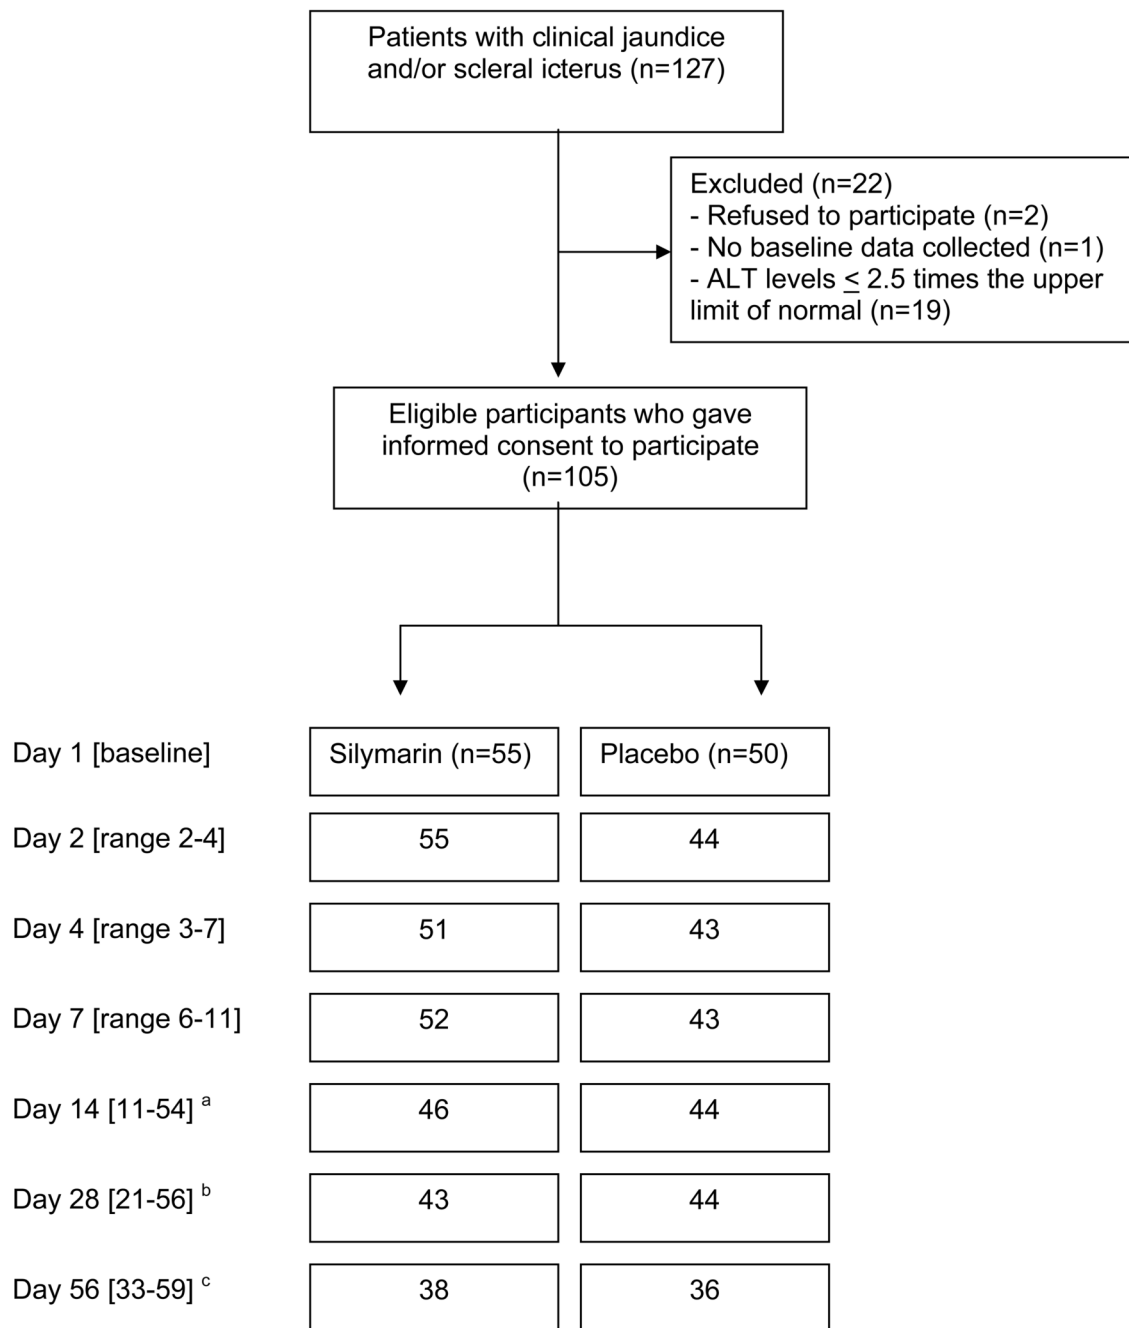 Patients with clinical jaundice
and/or scleral icterus (n=127)
Excluded (n=22)
- Refused to participate (n=2)
- No baseline data collected (n=1)
- ALT levels ≤ 2.5 times the upper
limit of normal (n=19)
Eligible participants who gave
informed consent to participate
(n=105)
Day 1 [baseline] Silymarin (n=55) Placebo (n=50)
Day 2 [range 2-4] 55 44
Day 4 [range 3-7] 51 43
Day 7 [range 6-11] 52 43
Day 14 [11-54] a 46 44
Day 28 [21-56] b 43 44
Day 56 [33-59] c 38 36